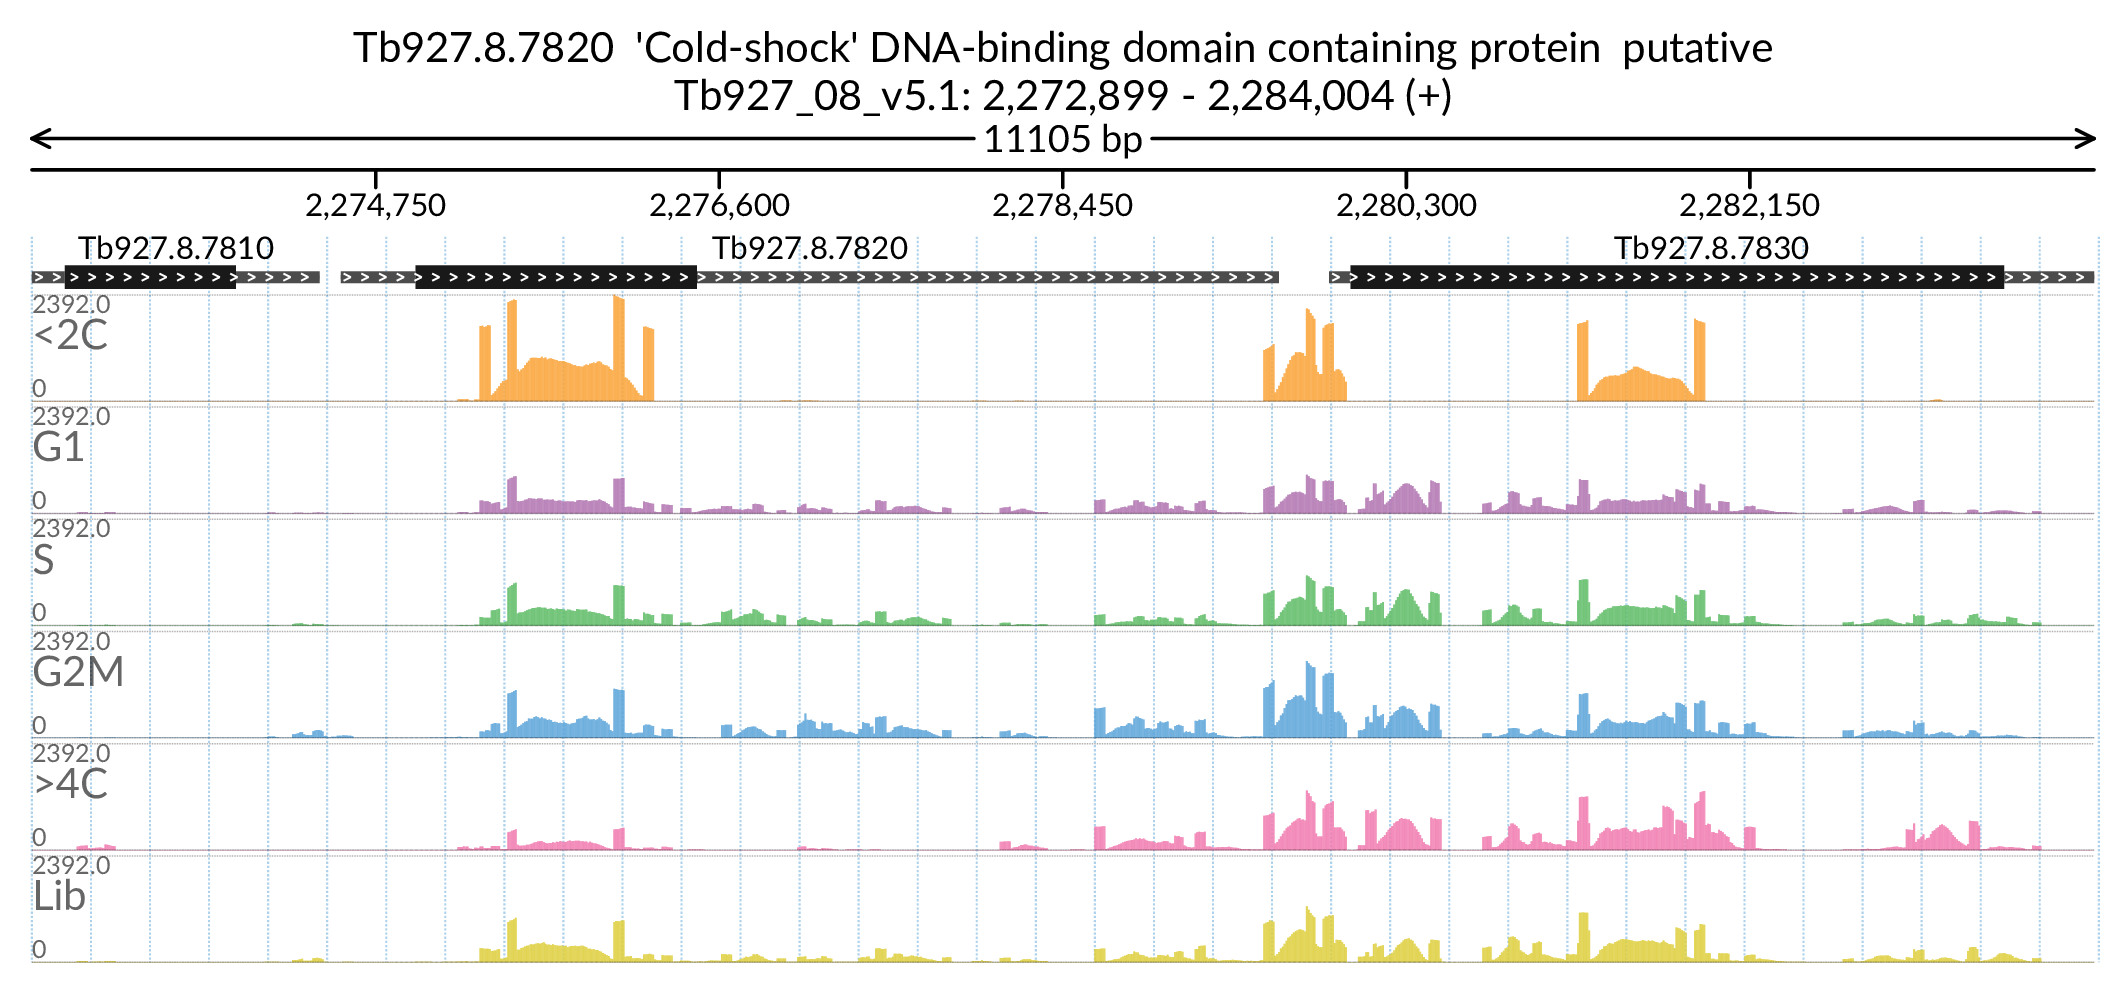 Tb927.8.7820  'Cold-shock' DNA-binding domain containing protein  putative
Tb927_08_v5.1: 2,272,899 - 2,284,004 (+)
11105 bp
2,274,750 2,276,600 2,278,450 2,280,300 2,282,150
Tb927.8.7810 Tb927.8.7820 Tb927.8.7830
2392.0
<2C
0
2392.0
G1
0
2392.0
S
0
2392.0
G2M
0
2392.0
>4C
0
2392.0
Lib
0